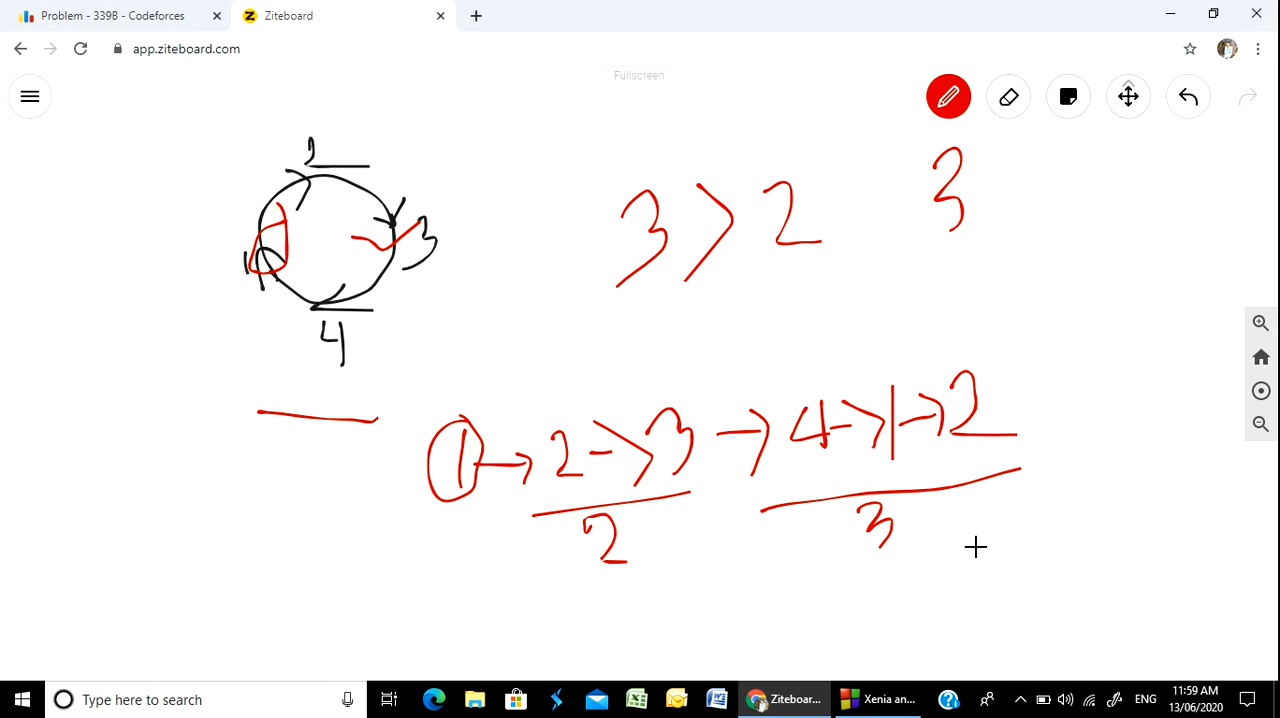 Problem - 339B - Codeforces
Ziteboard
app.ziteboard.com
Fullscreen
2
3
4
3 > 2
3
1 → 2 -> 3 → 4 -> 1 -> 2
2
3
Type here to search
Ziteboar...
Xenia an...
ENG
11:59 AM
13/06/2020